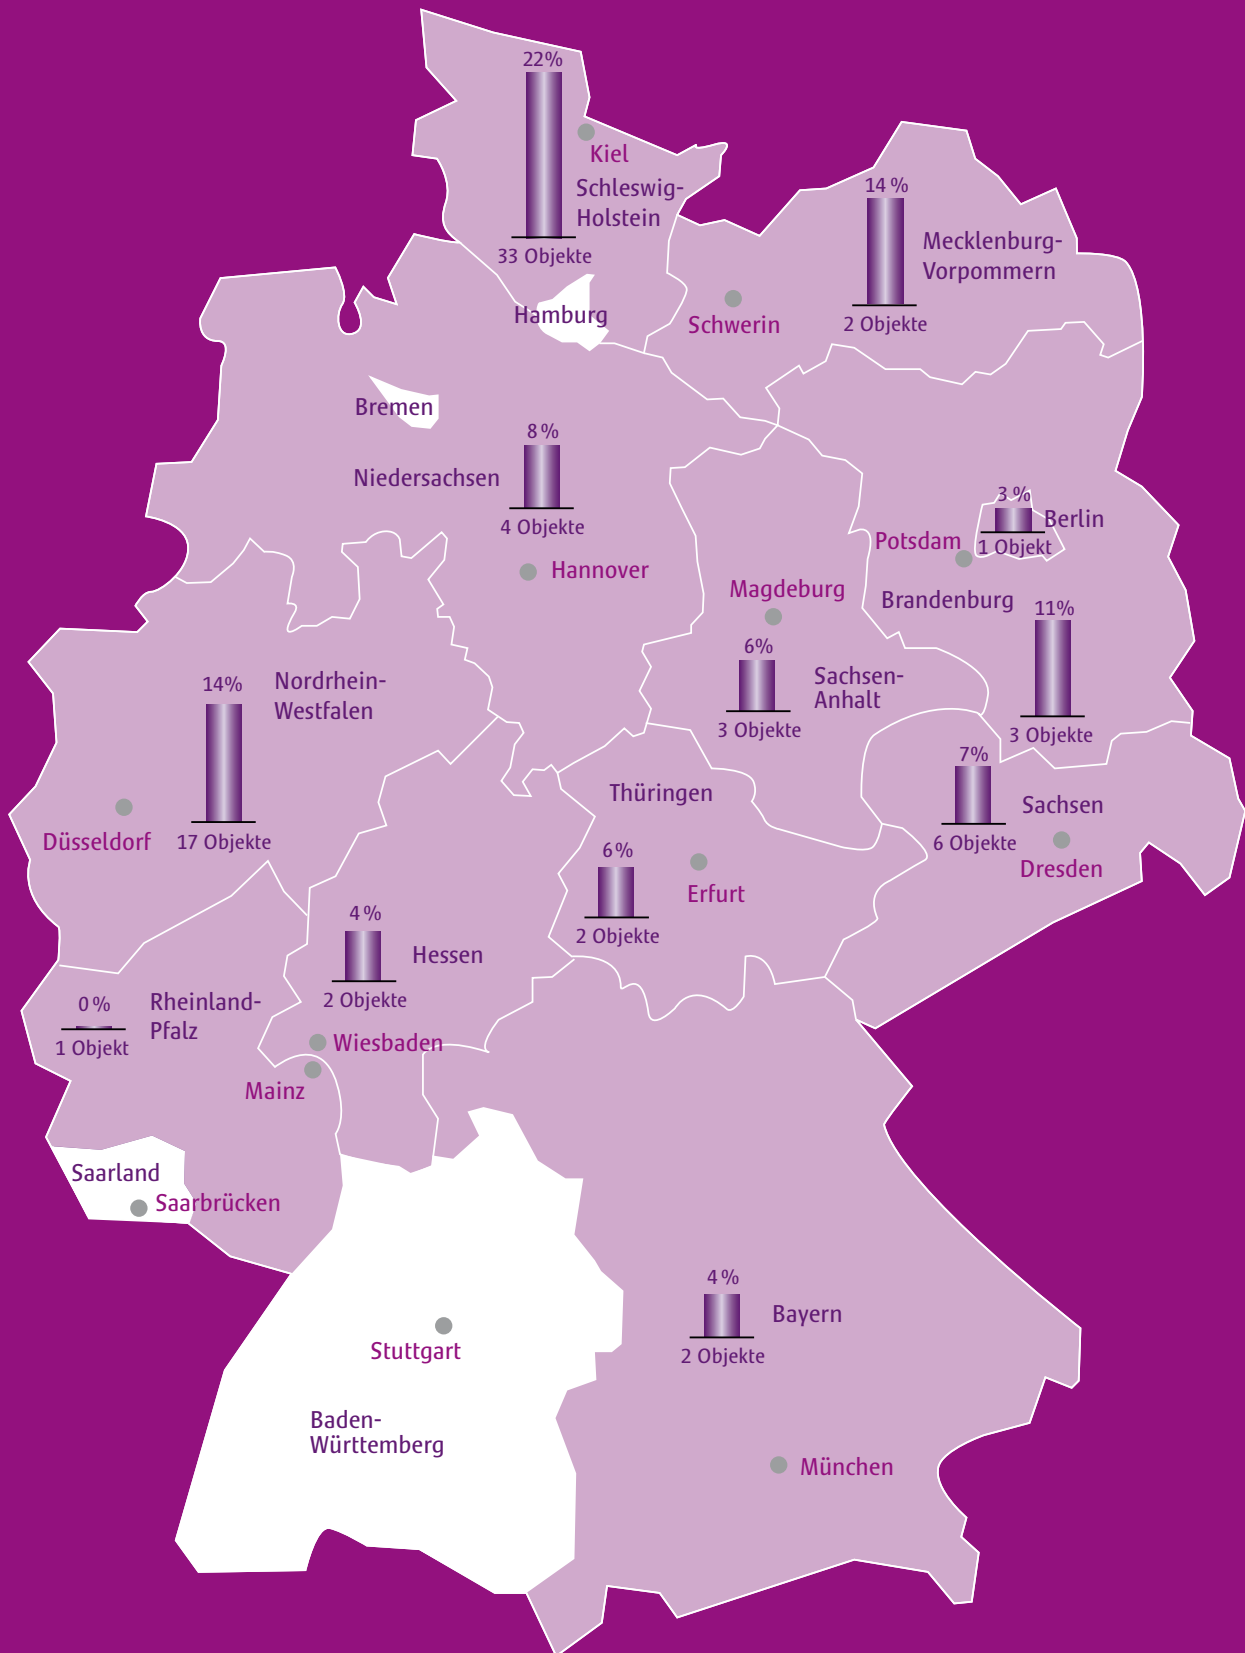 22%
Kiel
Schleswig-
Holstein
33 Objekte
14 %
Mecklenburg-
Vorpommern
Schwerin
2 Objekte
Hamburg
Bremen
8 %
Niedersachsen
4 Objekte
Hannover
3 %
Berlin
1 Objekt
Potsdam
Brandenburg
11%
3 Objekte
Magdeburg
6%
Sachsen-
Anhalt
3 Objekte
14%
Nordrhein-
Westfalen
Düsseldorf
17 Objekte
7%
Sachsen
6 Objekte
Dresden
Thüringen
6 %
Erfurt
2 Objekte
4 %
Hessen
2 Objekte
Wiesbaden
0 %
Rheinland-
Pfalz
1 Objekt
Mainz
Saarland
Saarbrücken
Stuttgart
Baden-
Württemberg
4 %
Bayern
2 Objekte
München